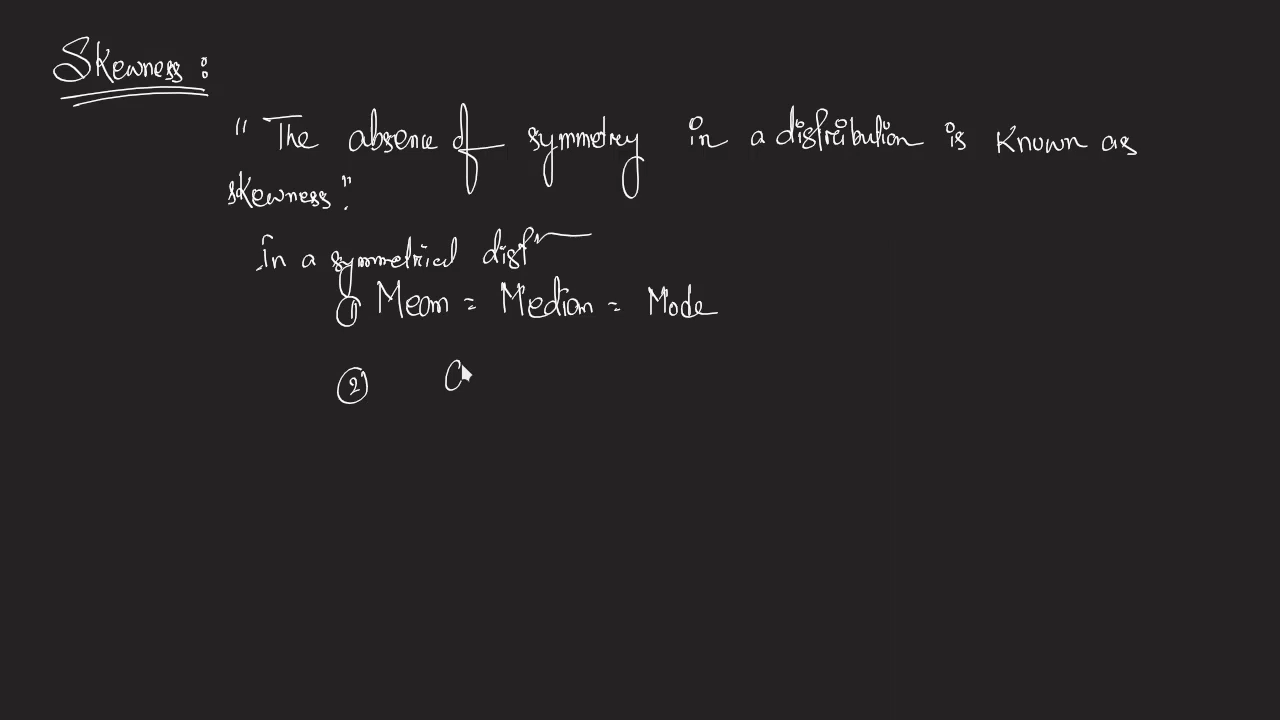 Skewness :
" The absence of symmetry in a distribution is known as
skewness".
In a symmetrical distⁿ
① Mean = Median = Mode
②